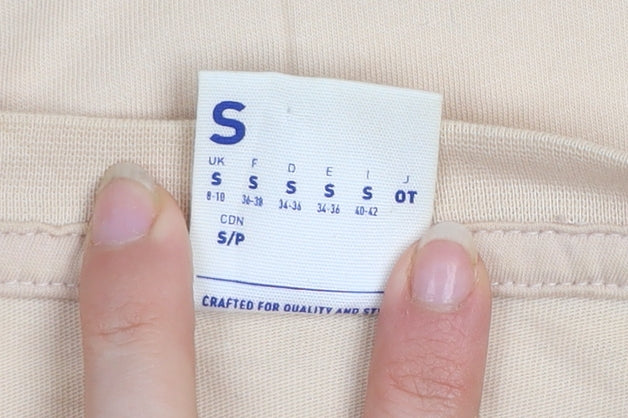 S
UK F D E I J
S S S S S OT
8-10 36-38 34-36 34-36 40-42
CDN
S/P
CRAFTED FOR QUALITY AND